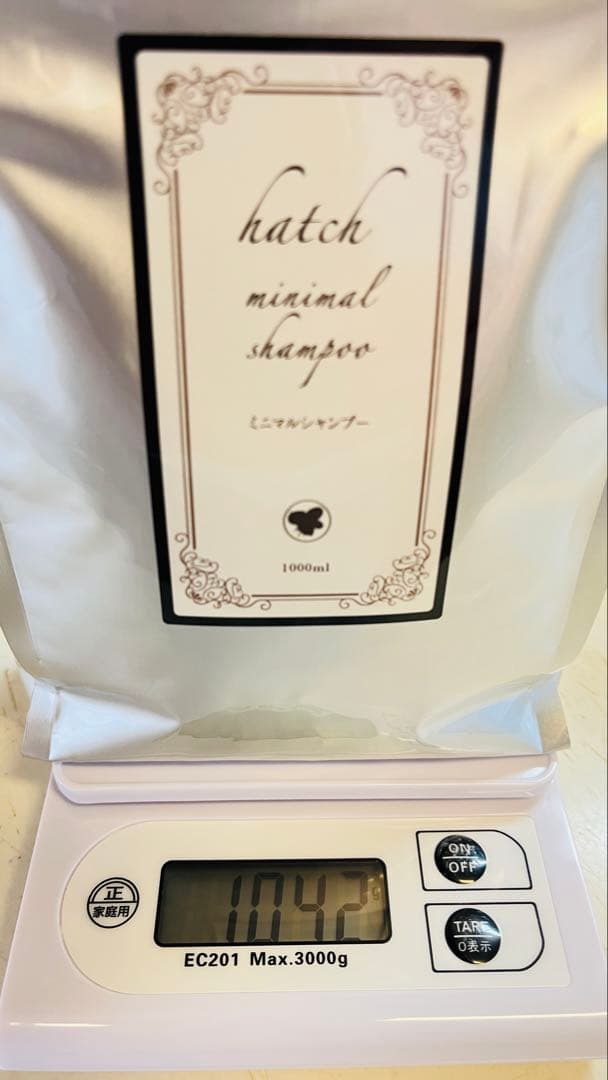 hatch
minimal
shampoo
ミニマルシャンプー
1000ml
正
家庭用
1042g
EC201 Max.3000g
ON
OFF
TARE
0表示